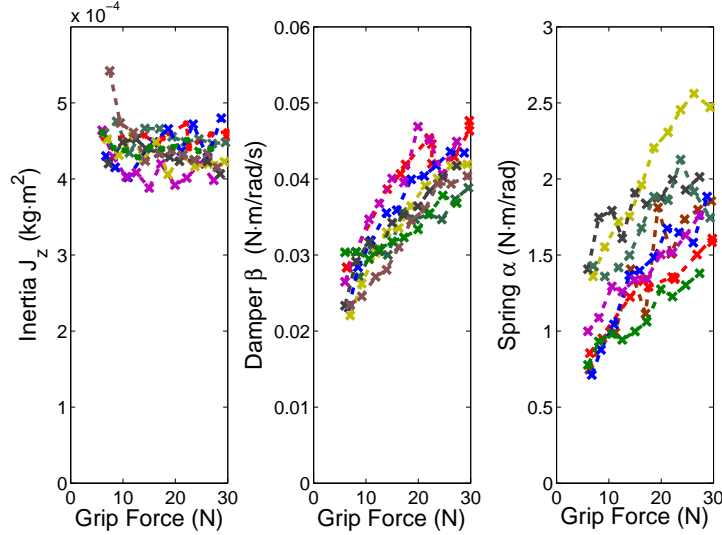 x 10⁻⁴
5
4
3
2
1
0
0 10 20 30
Inertia J_z (kg·m²)
Grip Force (N)
0.06
0.05
0.04
0.03
0.02
0.01
0
0 10 20 30
Damper β (N·m/rad/s)
Grip Force (N)
3
2.5
2
1.5
1
0.5
0
0 10 20 30
Spring α (N·m/rad)
Grip Force (N)